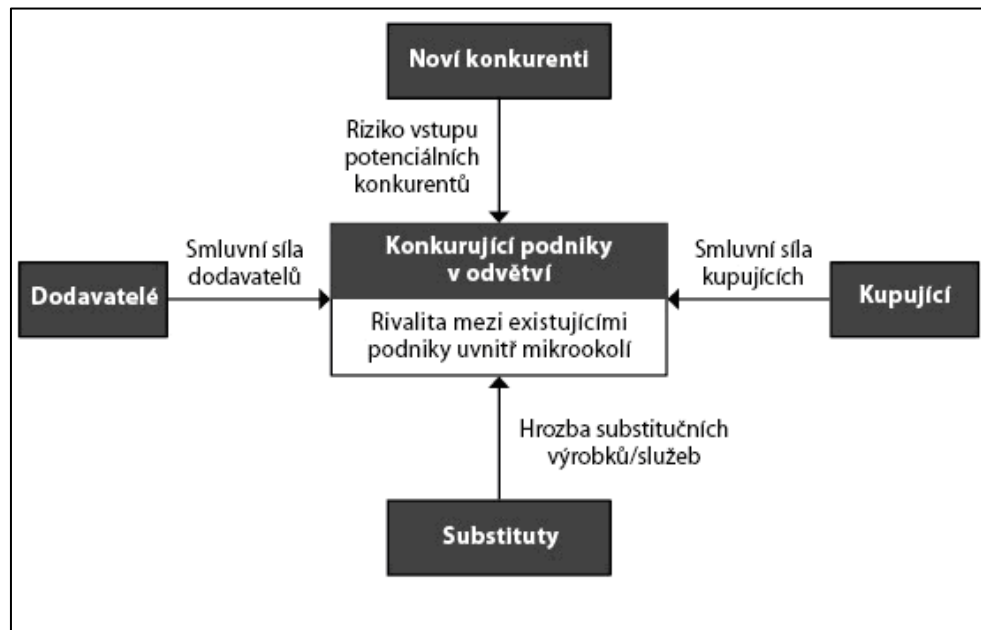 Noví konkurenti
Riziko vstupu
potenciálních
konkurentů
Smluvní síla
dodavatelů
Dodavatelé
Konkurující podniky
v odvětví
Rivalita mezi existujícími
podniky uvnitř mikrookolí
Smluvní síla
kupujících
Kupující
Hrozba substitučních
výrobků/služeb
Substituty